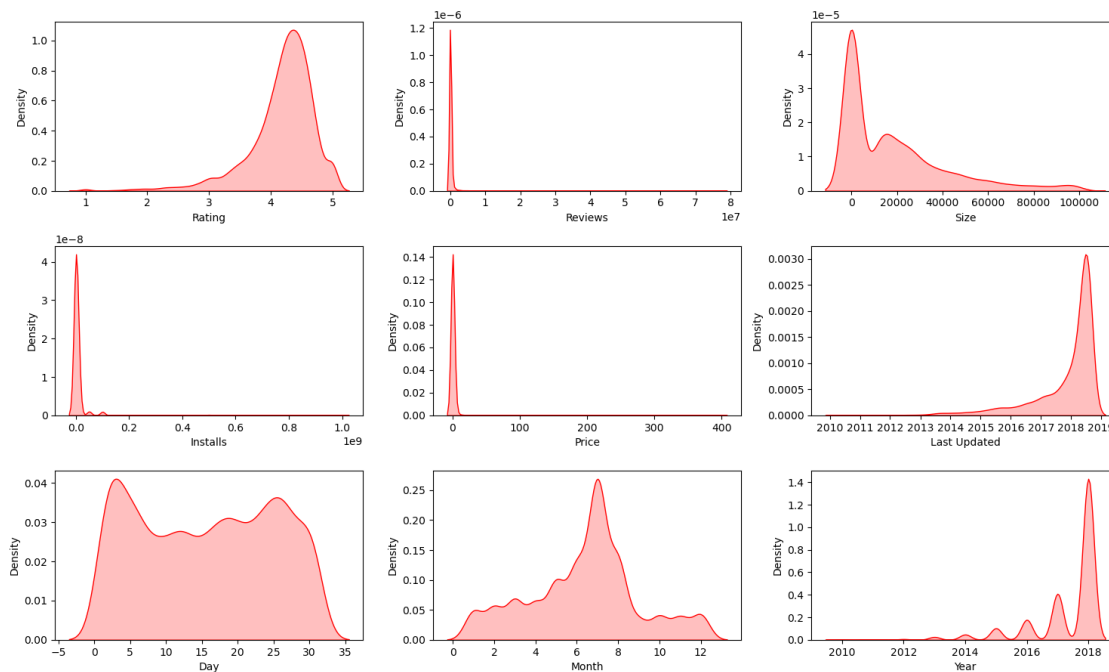 1e−6
1e−5
1.0
0.8
0.6
0.4
0.2
0.0
Density
1 2 3 4 5
Rating
1.2
1.0
0.8
0.6
0.4
0.2
0.0
Density
0 1 2 3 4 5 6 7 8
1e7
Reviews
4
3
2
1
0
Density
0 20000 40000 60000 80000 100000
Size
1e−8
4
3
2
1
0
Density
0.0 0.2 0.4 0.6 0.8 1.0
1e9
Installs
0.14
0.12
0.10
0.08
0.06
0.04
0.02
0.00
Density
0 100 200 300 400
Price
0.0030
0.0025
0.0020
0.0015
0.0010
0.0005
0.0000
Density
2010 2011 2012 2013 2014 2015 2016 2017 2018 2019
Last Updated
0.04
0.03
0.02
0.01
0.00
Density
−5 0 5 10 15 20 25 30 35
Day
0.25
0.20
0.15
0.10
0.05
0.00
Density
0 2 4 6 8 10 12
Month
1.4
1.2
1.0
0.8
0.6
0.4
0.2
0.0
Density
2010 2012 2014 2016 2018
Year